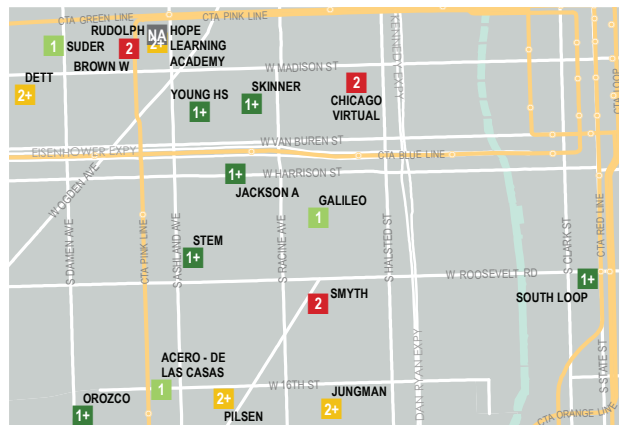 CTA GREEN LINE
CTA PINK LINE
RUDOLPH
NA
HOPE
LEARNING
ACADEMY
2+
1
SUDER
2
BROWN W
KENNEDY EXPY
CTA LOOP
W MADISON ST
DETT
2+
YOUNG HS
1+
SKINNER
1+
2
CHICAGO
VIRTUAL
W VAN BUREN ST
EISENHOWER EXPY
CTA BLUE LINE
W OGDEN AVE
1+
W HARRISON ST
JACKSON A
GALILEO
1
S DAMEN AVE
CTA PINK LINE
S ASHLAND AVE
S RACINE AVE
S HALSTED ST
S CLARK ST
CTA RED LINE
STEM
1+
W ROOSEVELT RD
1+
SOUTH LOOP
2
SMYTH
DAN RYAN EXPY
S STATE ST
ACERO - DE
LAS CASAS
1
W 16TH ST
OROZCO
1+
2+
PILSEN
JUNGMAN
2+
CTA ORANGE LINE